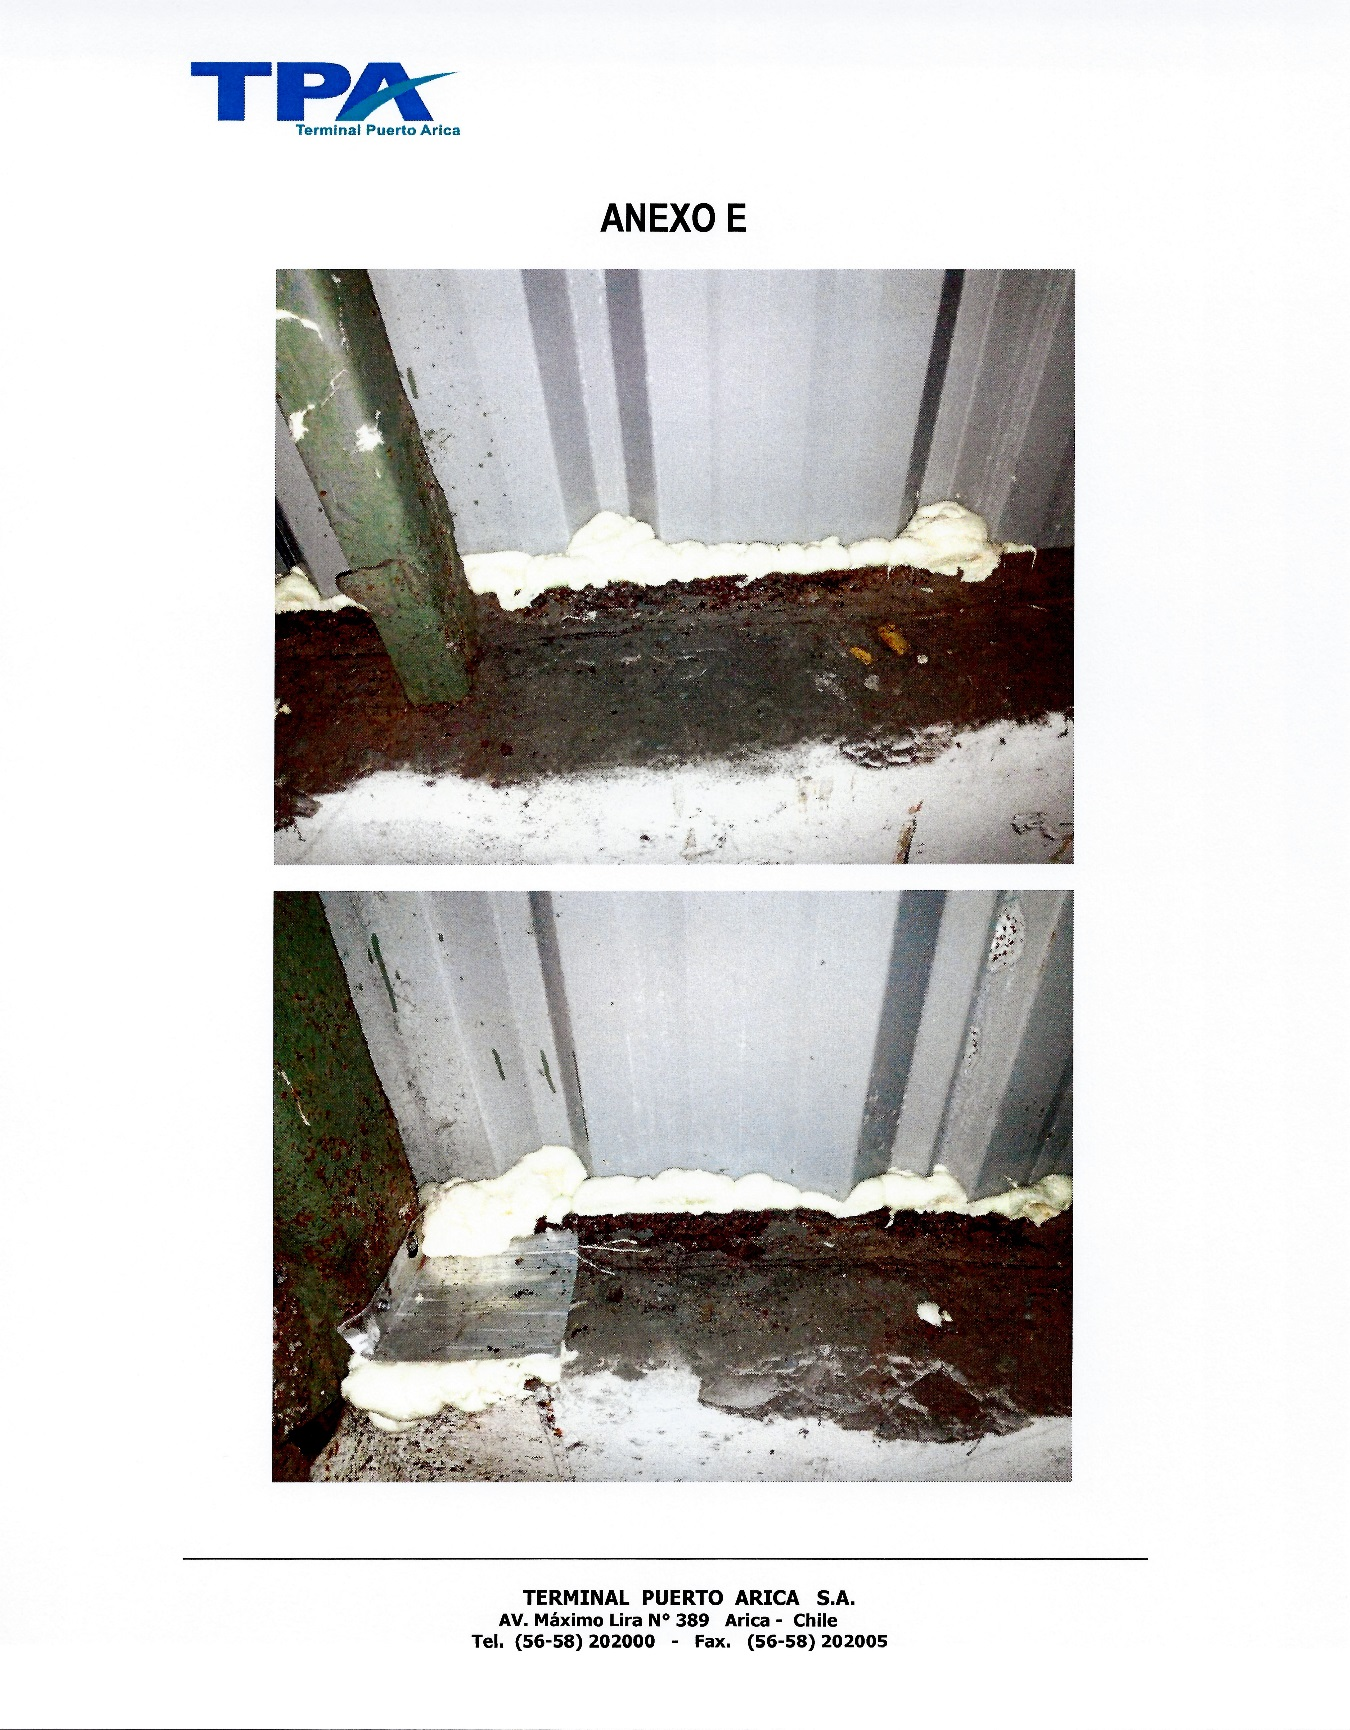 TPA
Terminal Puerto Arica
ANEXO E
TERMINAL PUERTO ARICA S.A.
AV. Máximo Lira N° 389 Arica - Chile
Tel. (56-58) 202000 - Fax. (56-58) 202005